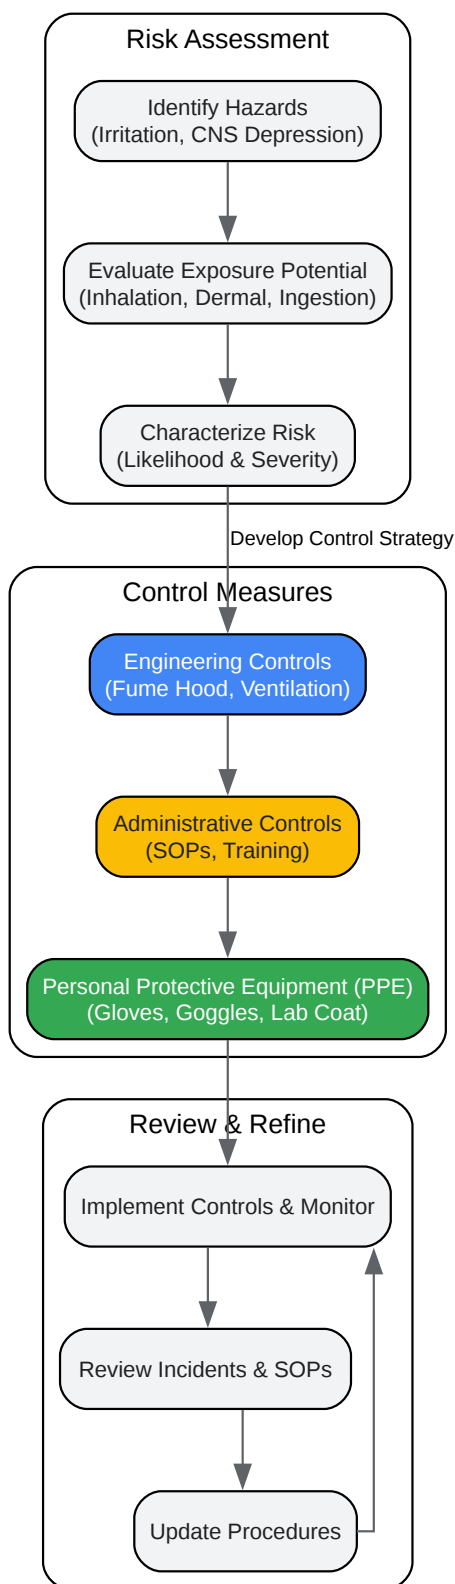 Risk Assessment
Identify Hazards
(Irritation, CNS Depression)
Evaluate Exposure Potential
(Inhalation, Dermal, Ingestion)
Characterize Risk
(Likelihood & Severity)
Develop Control Strategy
Control Measures
Engineering Controls
(Fume Hood, Ventilation)
Administrative Controls
(SOPs, Training)
Personal Protective Equipment (PPE)
(Gloves, Goggles, Lab Coat)
Review & Refine
Implement Controls & Monitor
Review Incidents & SOPs
Update Procedures